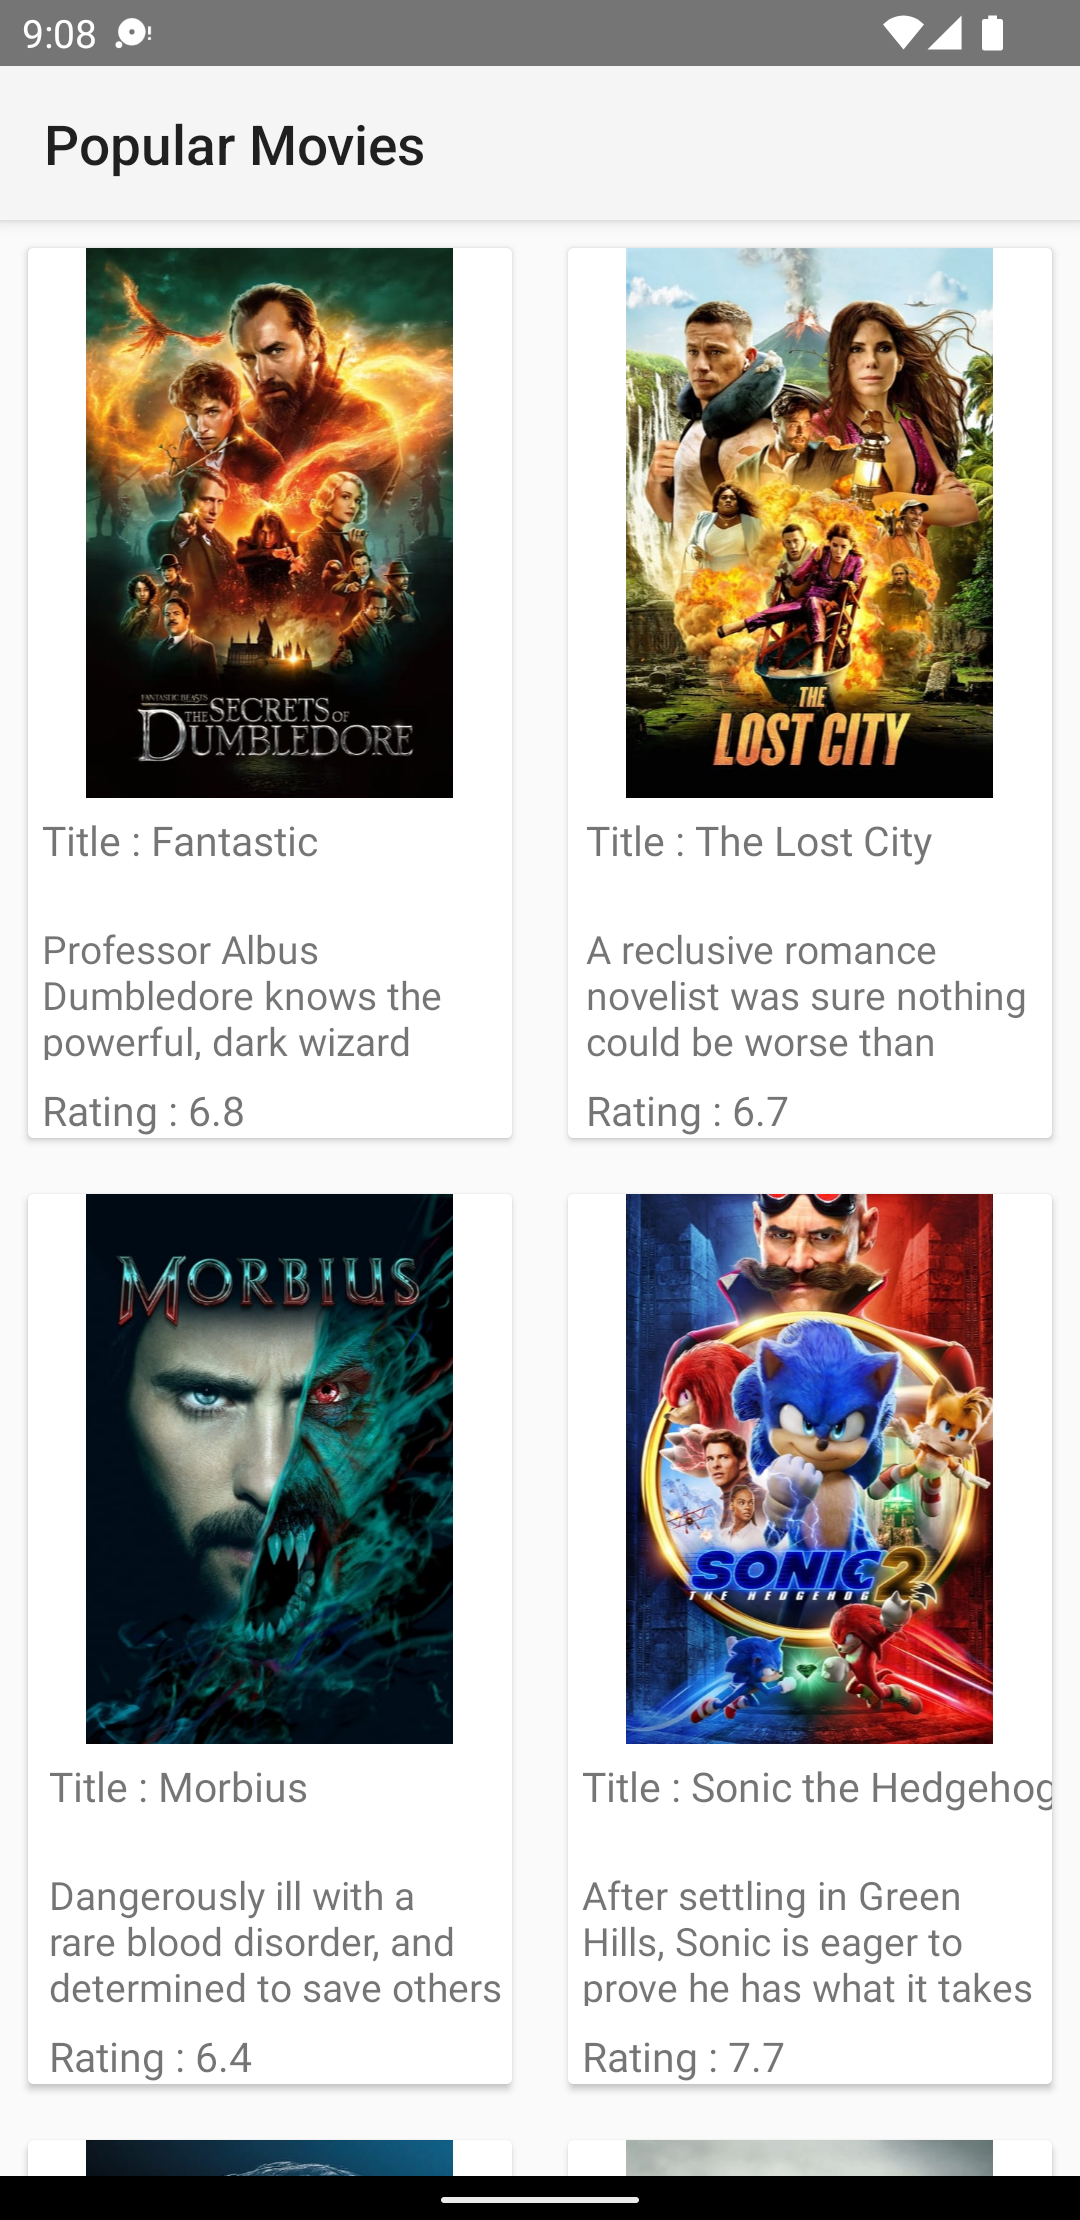 9:08
Popular Movies
FANTASTIC BEASTS
THE SECRETS OF
DUMBLEDORE
THE
LOST CITY
Title : Fantastic
Title : The Lost City
Professor Albus
Dumbledore knows the
powerful, dark wizard
A reclusive romance
novelist was sure nothing
could be worse than
Rating : 6.8
Rating : 6.7
MORBIUS
SONIC 2
THE HEDGEHOG
Title : Morbius
Title : Sonic the Hedgehog
Dangerously ill with a
rare blood disorder, and
determined to save others
After settling in Green
Hills, Sonic is eager to
prove he has what it takes
Rating : 6.4
Rating : 7.7